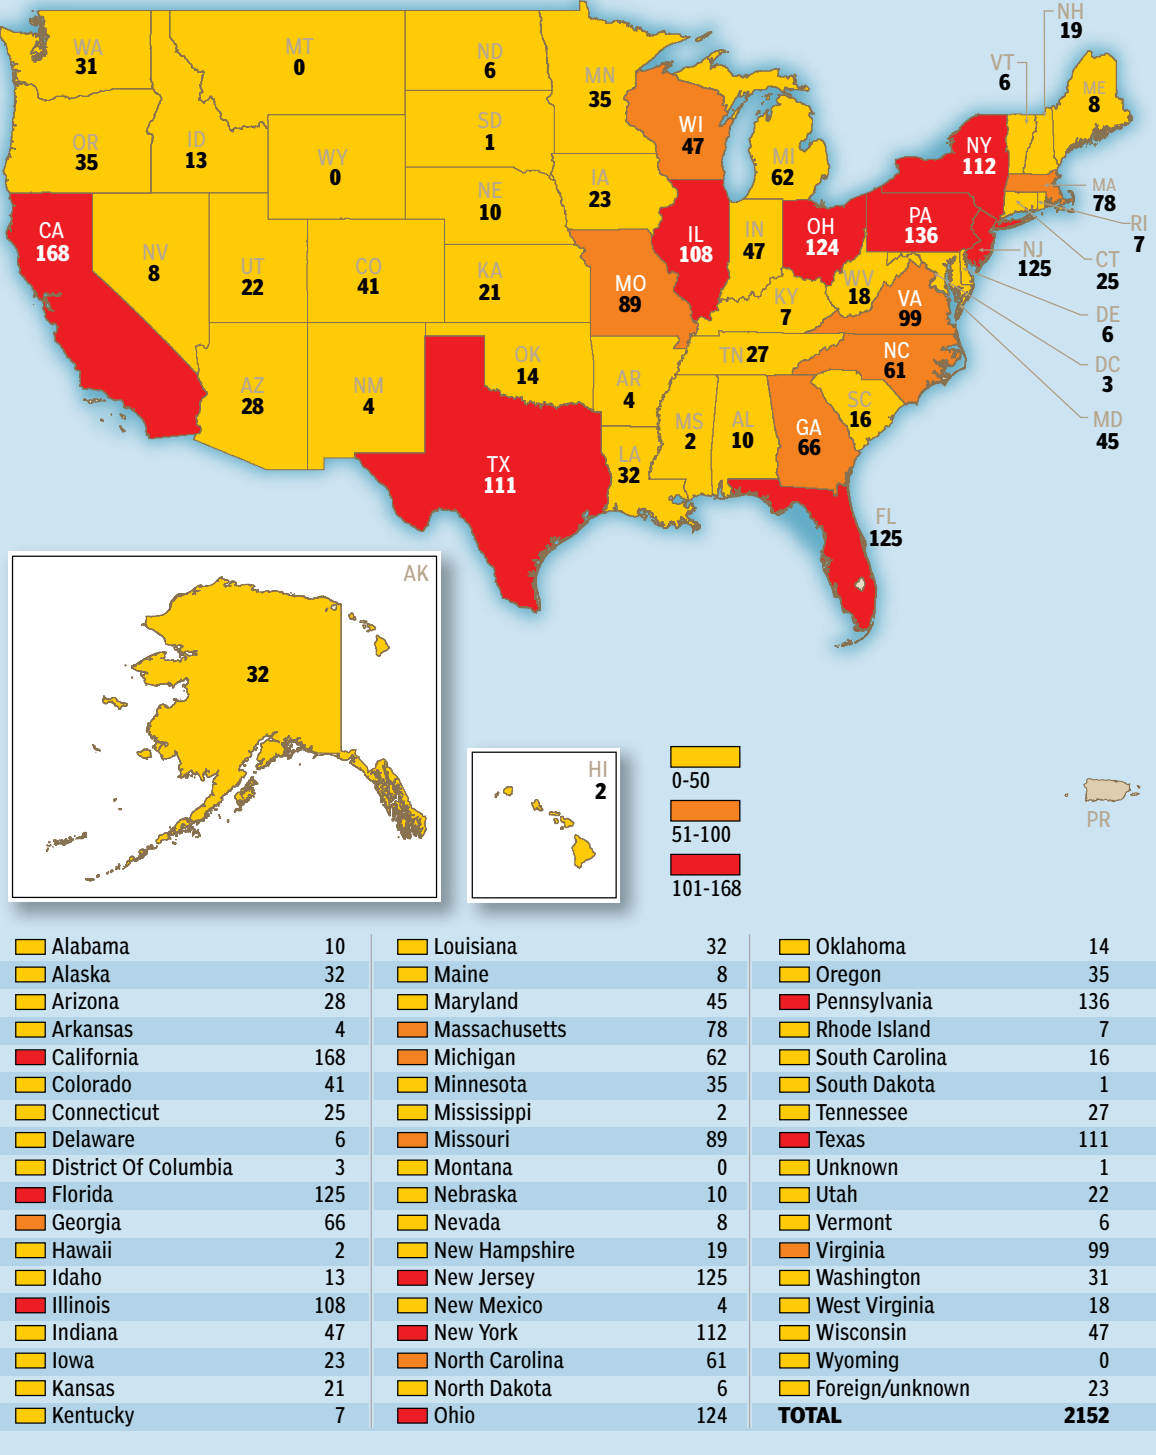 NH
19
VT
6
WA
31
MT
0
ND
6
MN
35
ME
8
OR
35
ID
13
SD
1
WI
47
NY
112
WY
0
MI
62
MA
78
IA
23
NE
10
RI
7
CA
168
IL
108
IN
47
OH
124
PA
136
NJ
125
CT
25
NV
8
UT
22
CO
41
KA
21
MO
89
WV
18
KY
7
VA
99
DE
6
TN 27
NC
61
DC
3
OK
14
AZ
28
NM
4
AR
4
SC
16
MD
45
MS
2
AL
10
GA
66
LA
32
TX
111
FL
125
AK
32
HI
2
0-50
51-100
101-168
PR
Alabama 10
Alaska 32
Arizona 28
Arkansas 4
California 168
Colorado 41
Connecticut 25
Delaware 6
District Of Columbia 3
Florida 125
Georgia 66
Hawaii 2
Idaho 13
Illinois 108
Indiana 47
Iowa 23
Kansas 21
Kentucky 7
Louisiana 32
Maine 8
Maryland 45
Massachusetts 78
Michigan 62
Minnesota 35
Mississippi 2
Missouri 89
Montana 0
Nebraska 10
Nevada 8
New Hampshire 19
New Jersey 125
New Mexico 4
New York 112
North Carolina 61
North Dakota 6
Ohio 124
Oklahoma 14
Oregon 35
Pennsylvania 136
Rhode Island 7
South Carolina 16
South Dakota 1
Tennessee 27
Texas 111
Unknown 1
Utah 22
Vermont 6
Virginia 99
Washington 31
West Virginia 18
Wisconsin 47
Wyoming 0
Foreign/unknown 23
TOTAL 2152